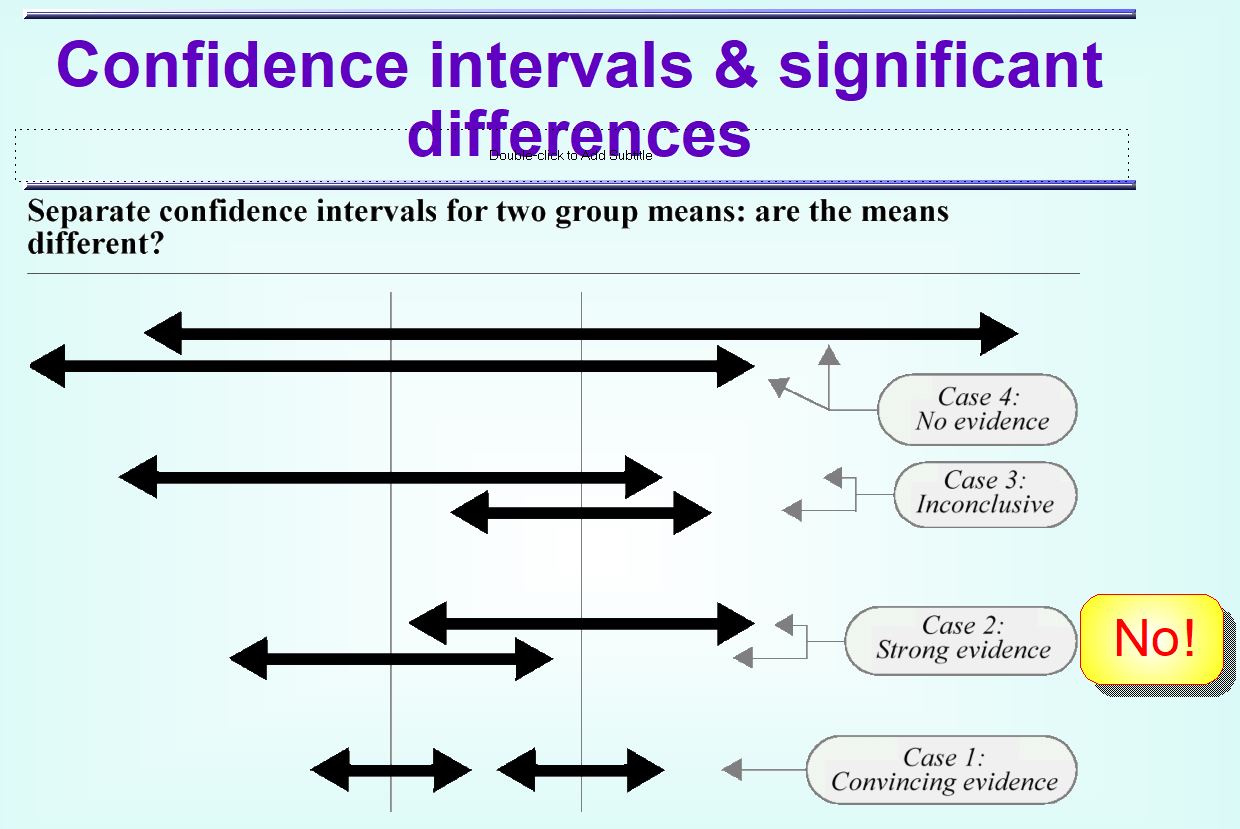 Confidence intervals & significant
differences
Double-click to Add Subtitle
Separate confidence intervals for two group means: are the means
different?
Case 4:
No evidence
Case 3:
Inconclusive
Case 2:
Strong evidence
No!
Case 1:
Convincing evidence